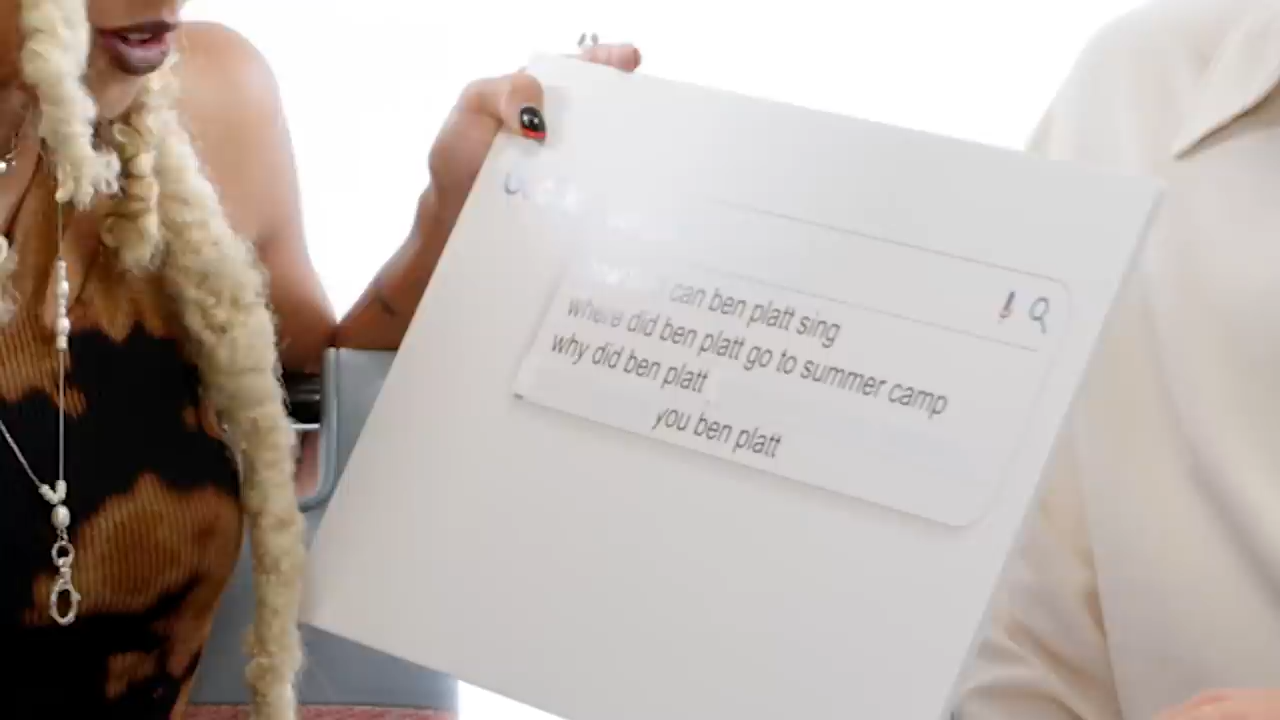 can ben platt sing
where did ben platt go to summer camp
why did ben platt
you ben platt